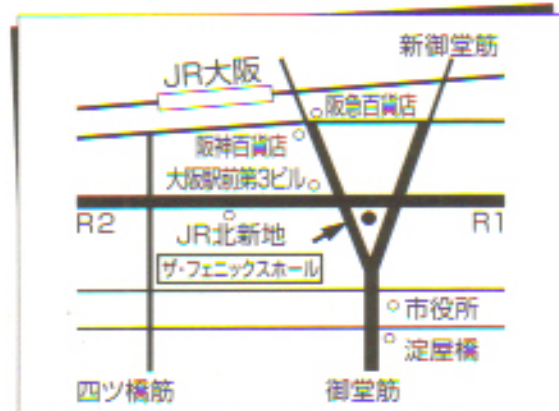 新御堂筋
JR大阪
阪急百貨店
阪神百貨店
大阪駅前第3ビル
R2
R1
JR北新地
ザ・フェニックスホール
市役所
淀屋橋
四ツ橋筋
御堂筋